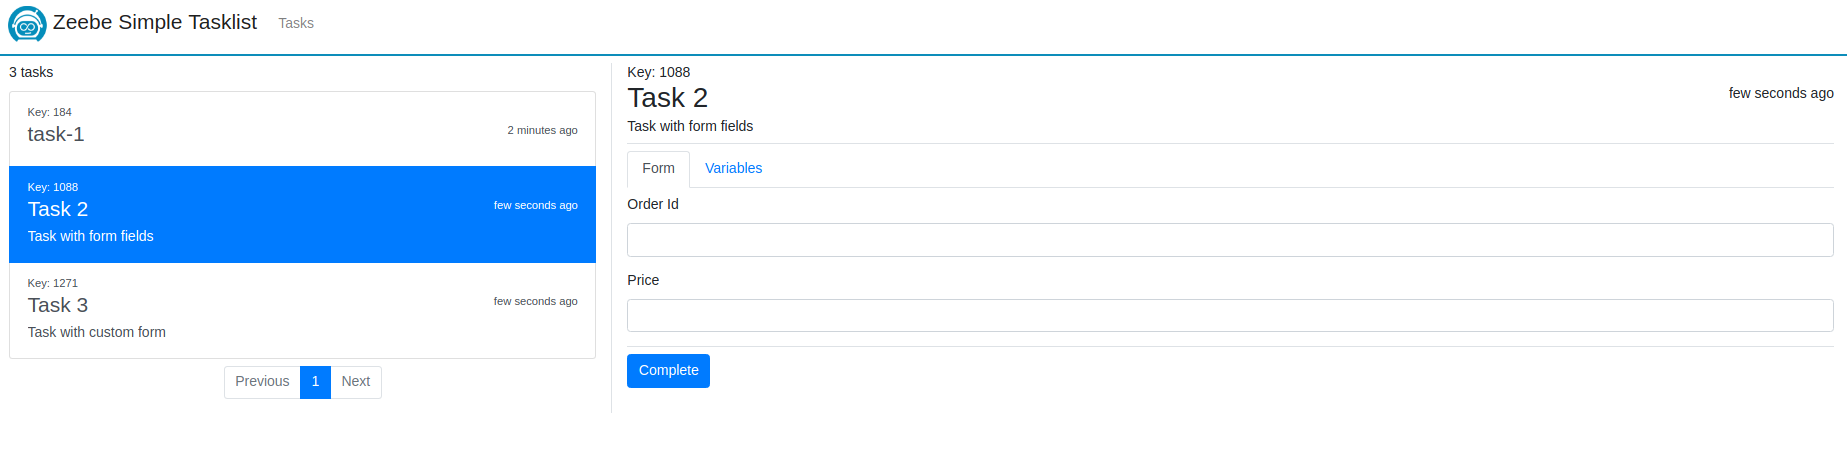 Zeebe Simple Tasklist Tasks
3 tasks
Key: 184
task-1
2 minutes ago
Key: 1088
Task 2
few seconds ago
Task with form fields
Key: 1271
Task 3
few seconds ago
Task with custom form
Previous 1 Next
Key: 1088
Task 2
few seconds ago
Task with form fields
Form Variables
Order Id
Price
Complete